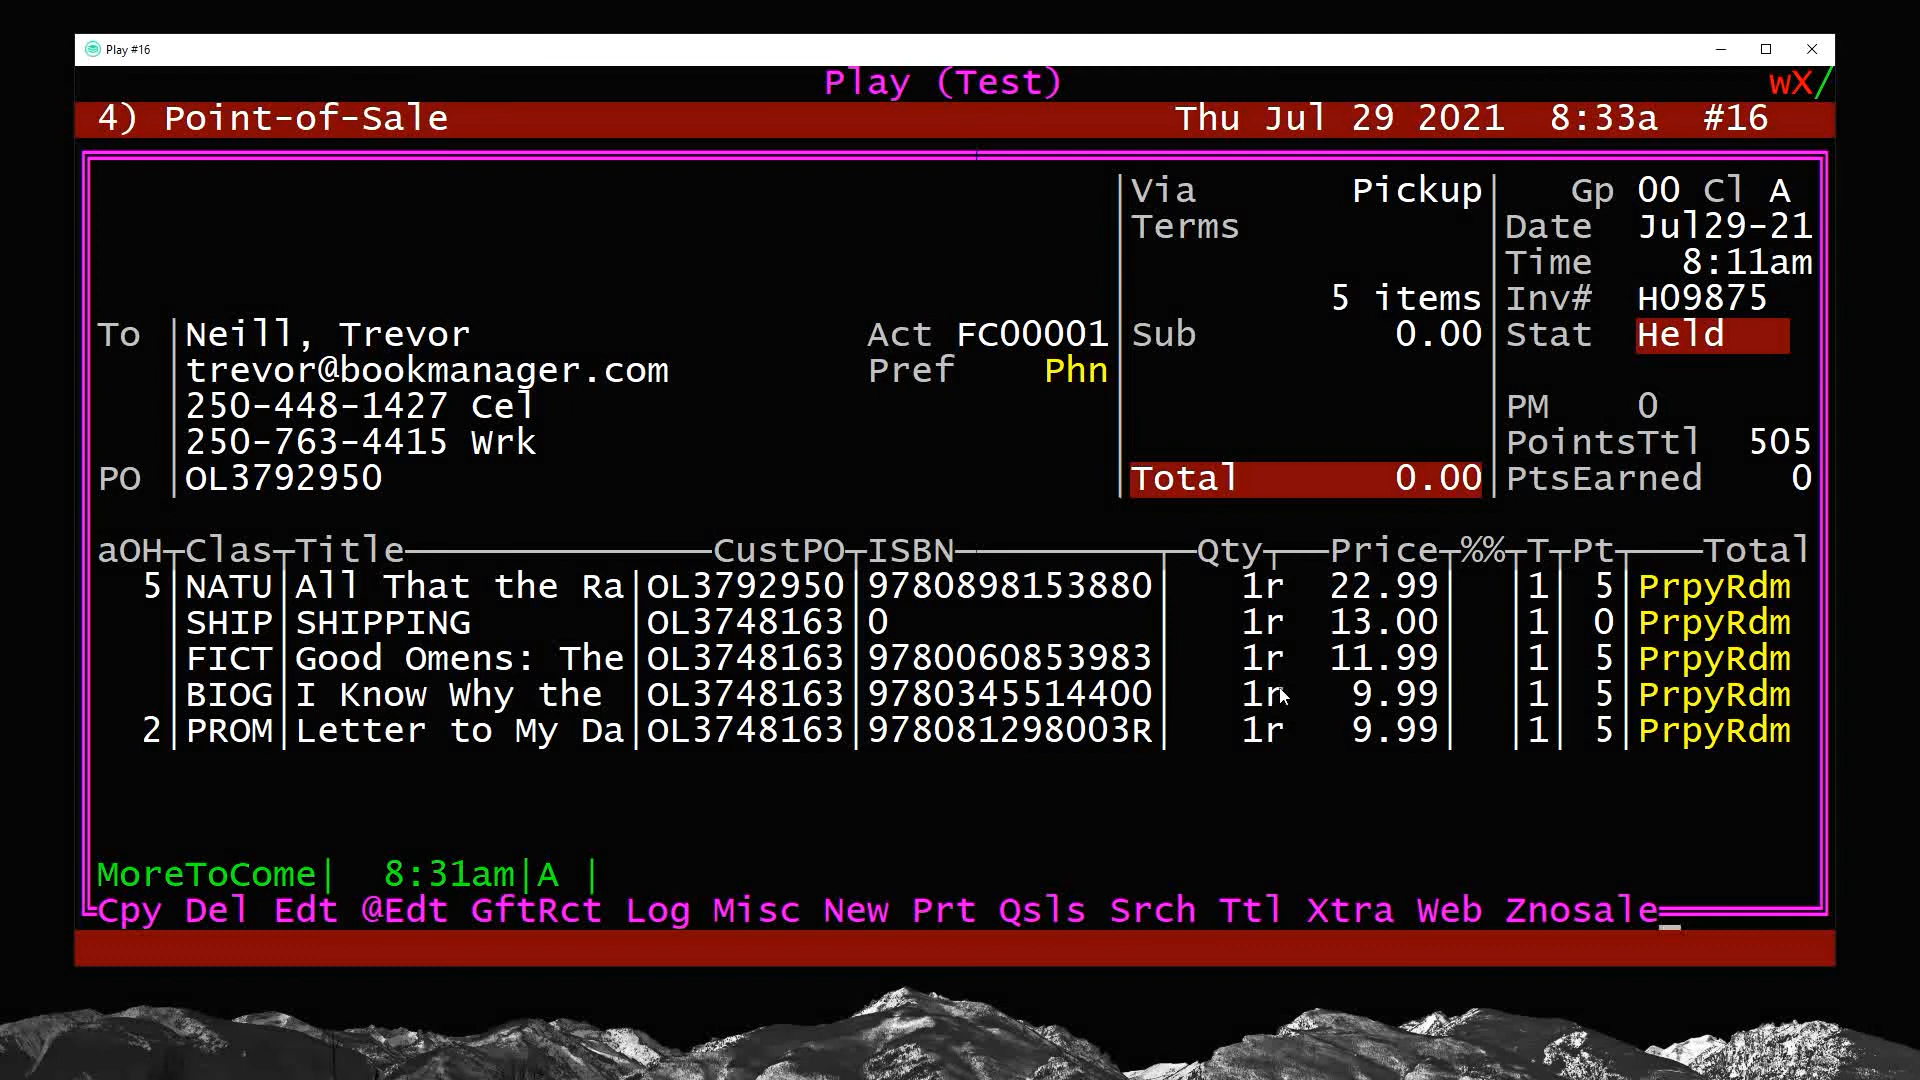 Play #16
Play (Test) wX/
4) Point-of-Sale Thu Jul 29 2021 8:33a #16
Via Pickup Gp 00 Cl A
Terms Date Jul29-21
Time 8:11am
5 items Inv# H09875
To Neill, Trevor Act FC00001 Sub 0.00 Stat Held
trevor@bookmanager.com Pref Phn
250-448-1427 Cel PM 0
250-763-4415 Wrk PointsTtl 505
PO OL3792950 Total 0.00 PtsEarned 0
aOH Clas Title CustPO ISBN Qty Price %% T Pt Total
5 NATU All That the Ra OL3792950 9780898153880 1r 22.99 1 5 PrpyRdm
SHIP SHIPPING OL3748163 0 1r 13.00 1 0 PrpyRdm
FICT Good Omens: The OL3748163 9780060853983 1r 11.99 1 5 PrpyRdm
BIOG I Know Why the OL3748163 9780345514400 1r 9.99 1 5 PrpyRdm
2 PROM Letter to My Da OL3748163 978081298003R 1r 9.99 1 5 PrpyRdm
MoreToCome| 8:31am|A |
Cpy Del Edt @Edt GftRct Log Misc New Prt Qsls Srch Ttl Xtra Web Znosale